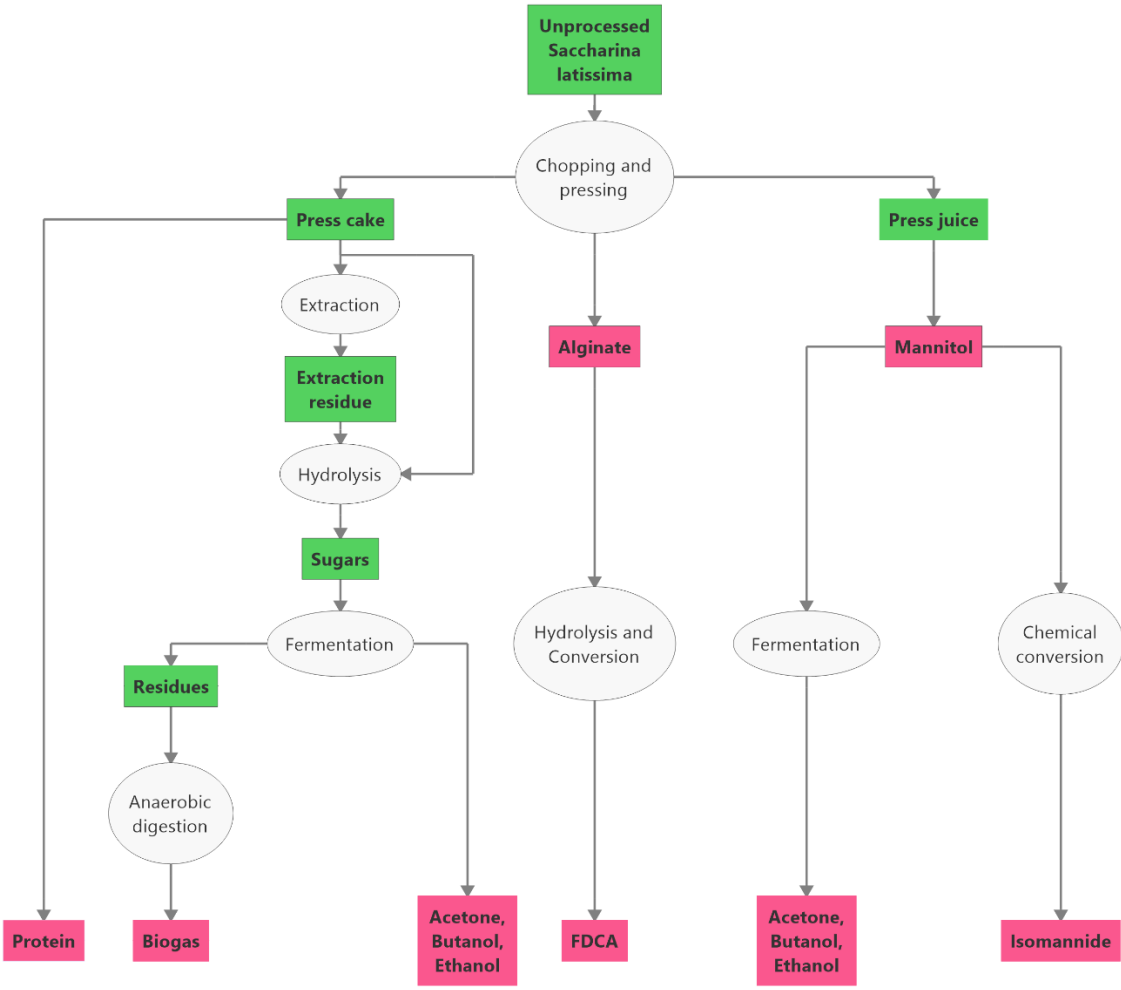 Unprocessed
Saccharina
latissima
Chopping and
pressing
Press cake
Press juice
Extraction
Alginate
Mannitol
Extraction
residue
Hydrolysis
Sugars
Fermentation
Hydrolysis and
Conversion
Fermentation
Chemical
conversion
Residues
Anaerobic
digestion
Protein
Biogas
Acetone,
Butanol,
Ethanol
FDCA
Acetone,
Butanol,
Ethanol
Isomannide